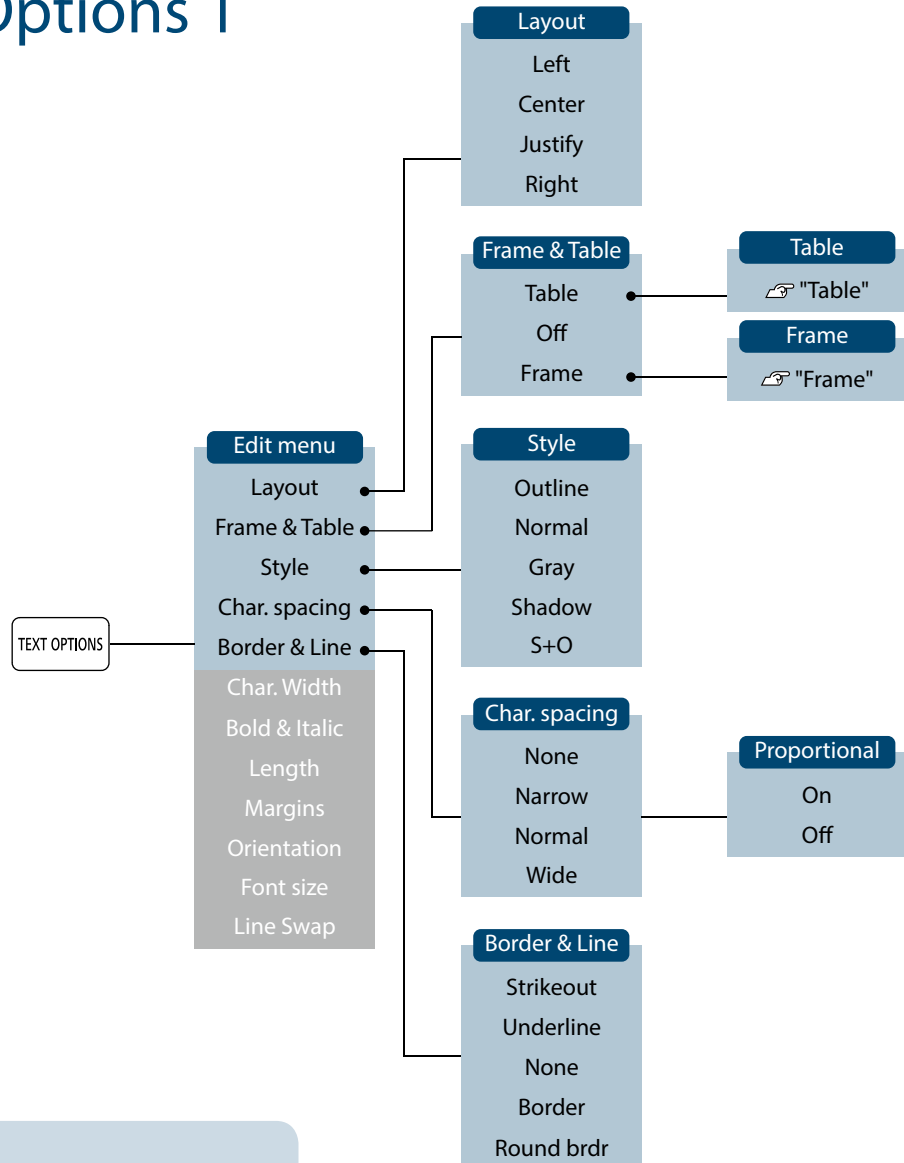 Options 1
Layout
Left
Center
Justify
Right
Frame & Table
Table
Off
Frame
Table
"Table"
Frame
"Frame"
Edit menu
Layout
Frame & Table
Style
Char. spacing
Border & Line
Char. Width
Bold & Italic
Length
Margins
Orientation
Font size
Line Swap
TEXT OPTIONS
Style
Outline
Normal
Gray
Shadow
S+O
Char. spacing
None
Narrow
Normal
Wide
Proportional
On
Off
Border & Line
Strikeout
Underline
None
Border
Round brdr